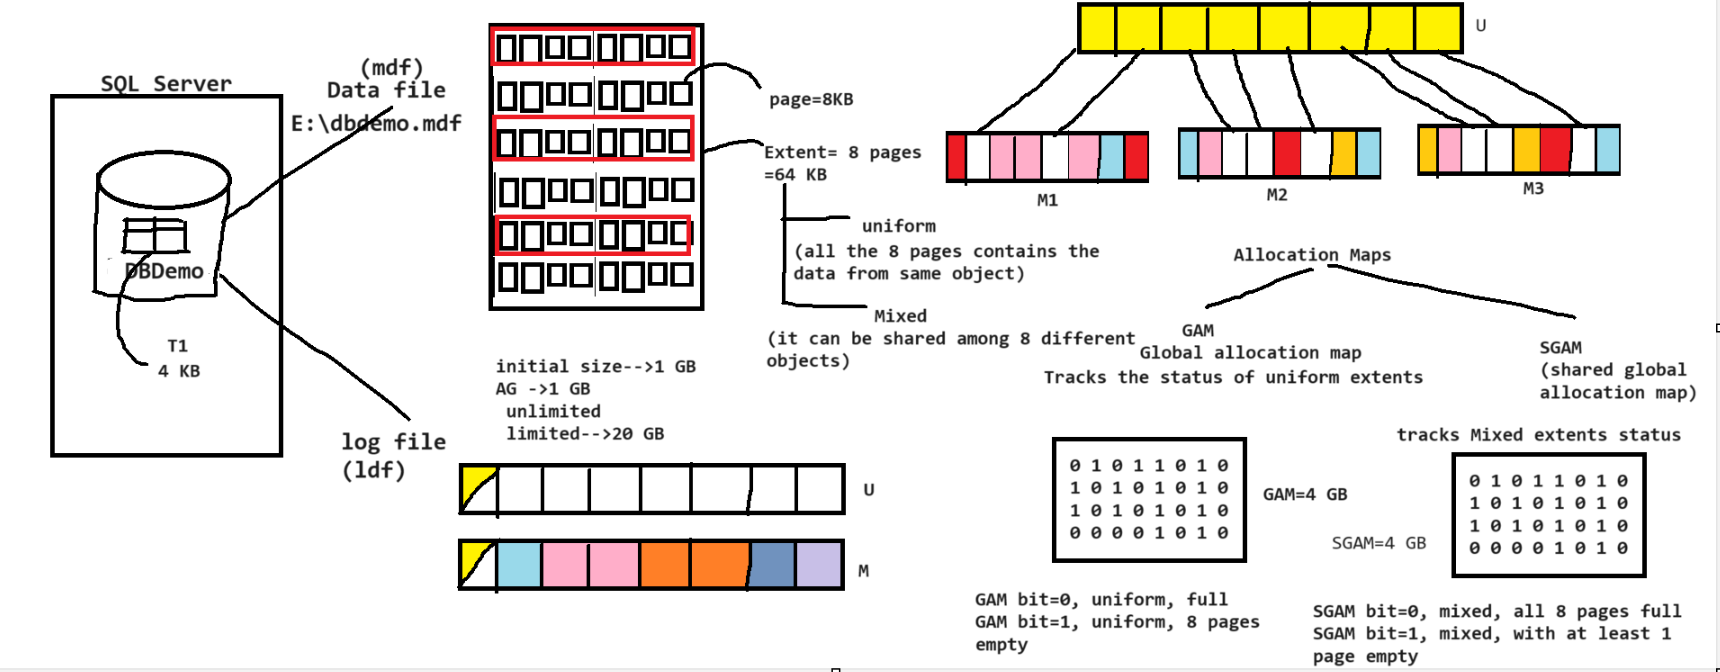 SQL Server
(mdf)
Data file
E:\dbdemo.mdf
DBDemo
T1
4 KB
log file
(ldf)
page=8KB
Extent= 8 pages
=64 KB
uniform
(all the 8 pages contains the
data from same object)
Mixed
(it can be shared among 8 different
objects)
initial size-->1 GB
AG ->1 GB
unlimited
limited-->20 GB
U
M
U
M1
M2
M3
Allocation Maps
GAM
Global allocation map
Tracks the status of uniform extents
SGAM
(shared global
allocation map)
tracks Mixed extents status
0 1 0 1 1 0 1 0
1 0 1 0 1 0 1 0
1 0 1 0 1 0 1 0
0 0 0 0 1 0 1 0
GAM=4 GB
GAM bit=0, uniform, full
GAM bit=1, uniform, 8 pages
empty
SGAM=4 GB
0 1 0 1 1 0 1 0
1 0 1 0 1 0 1 0
1 0 1 0 1 0 1 0
0 0 0 0 1 0 1 0
SGAM bit=0, mixed, all 8 pages full
SGAM bit=1, mixed, with at least 1
page empty